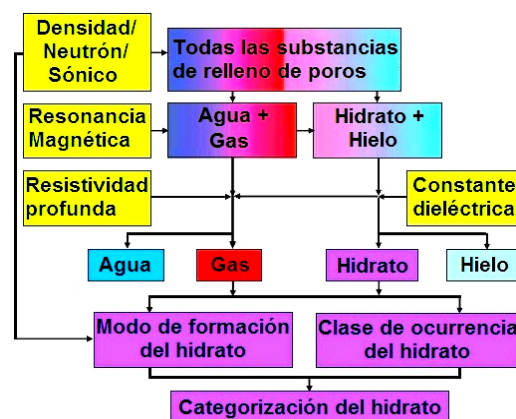 Densidad/
Neutrón/
Sónico
Todas las substancias
de relleno de poros
Resonancia
Magnética
Agua +
Gas
Hidrato +
Hielo
Resistividad
profunda
Constante
dieléctrica
Agua
Gas
Hidrato
Hielo
Modo de formación
del hidrato
Clase de ocurrencia
del hidrato
Categorización del hidrato